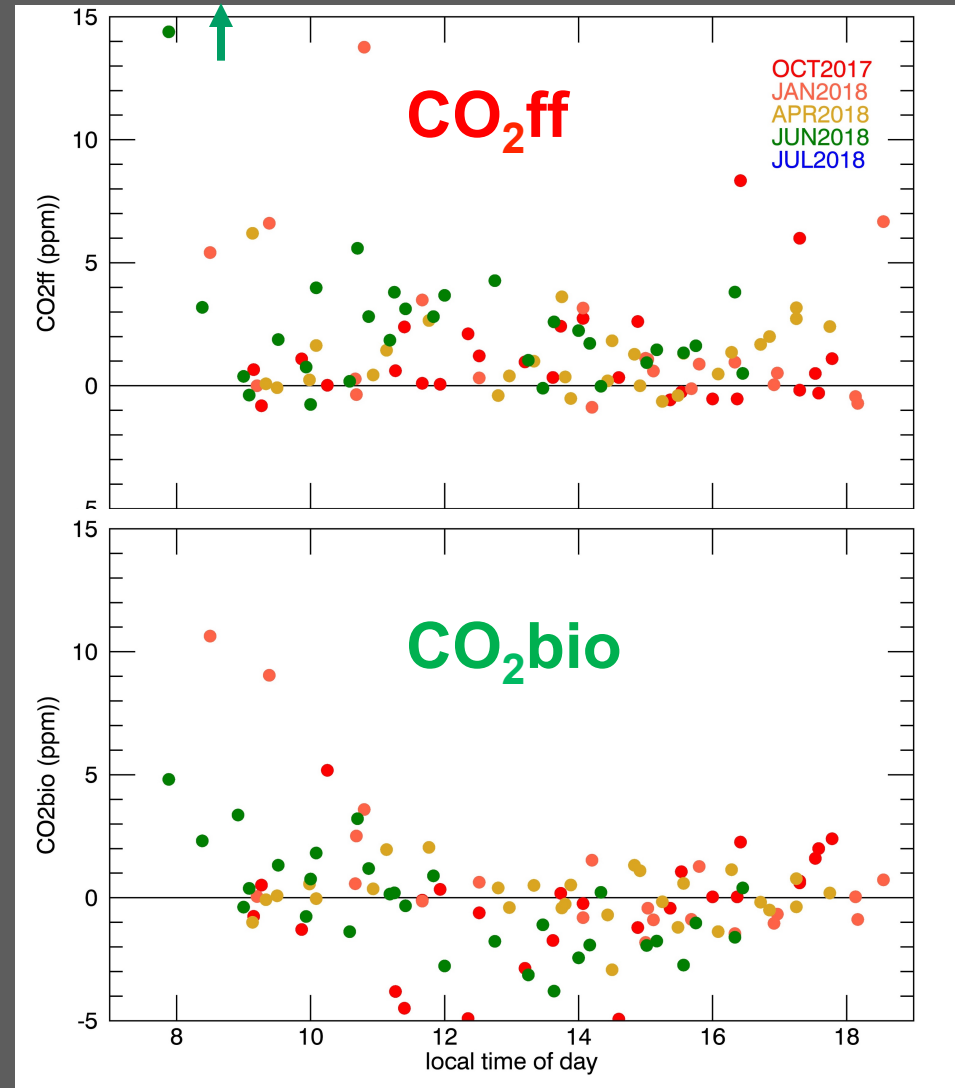 15
10
5
0
5
CO2ff (ppm))
CO₂ff
OCT2017
JAN2018
APR2018
JUN2018
JUL2018
15
10
5
0
-5
CO2bio (ppm))
CO₂bio
8 10 12 14 16 18
local time of day